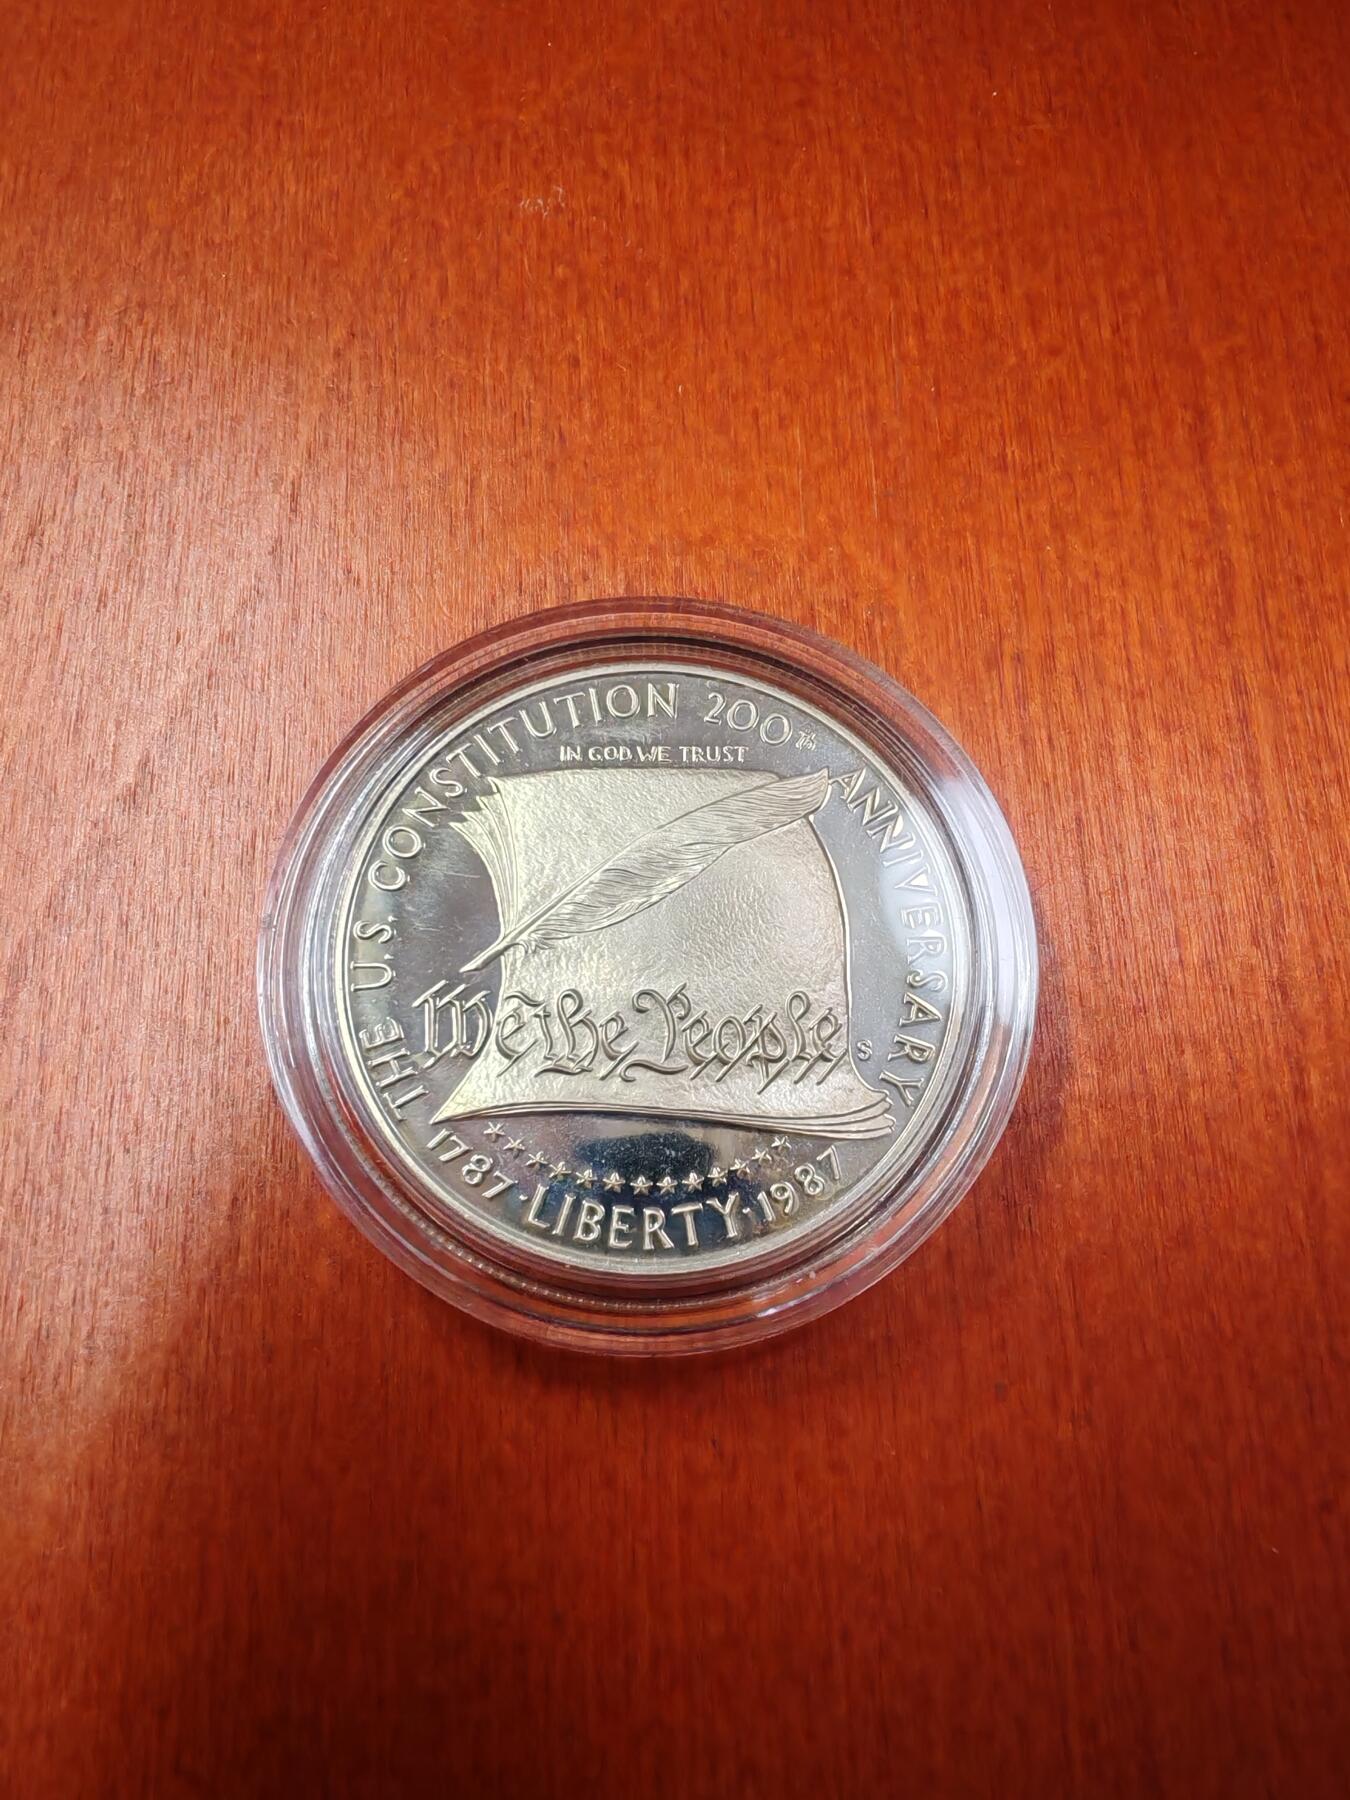 THE U.S. CONSTITUTION 200TH ANNIVERSARY
IN GOD WE TRUST
We the People
S
1787 · LIBERTY · 1987